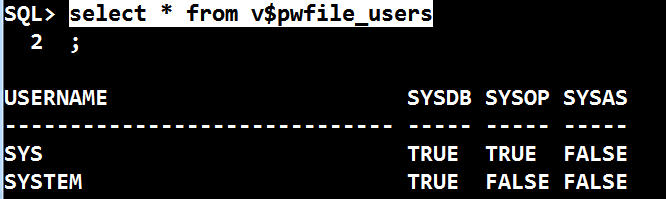 SQL> select * from v$pwfile_users
  2  ;
USERNAME                       SYSDB SYSOP SYSAS
------------------------------ ----- ----- -----
SYS                            TRUE  TRUE  FALSE
SYSTEM                         TRUE  FALSE FALSE